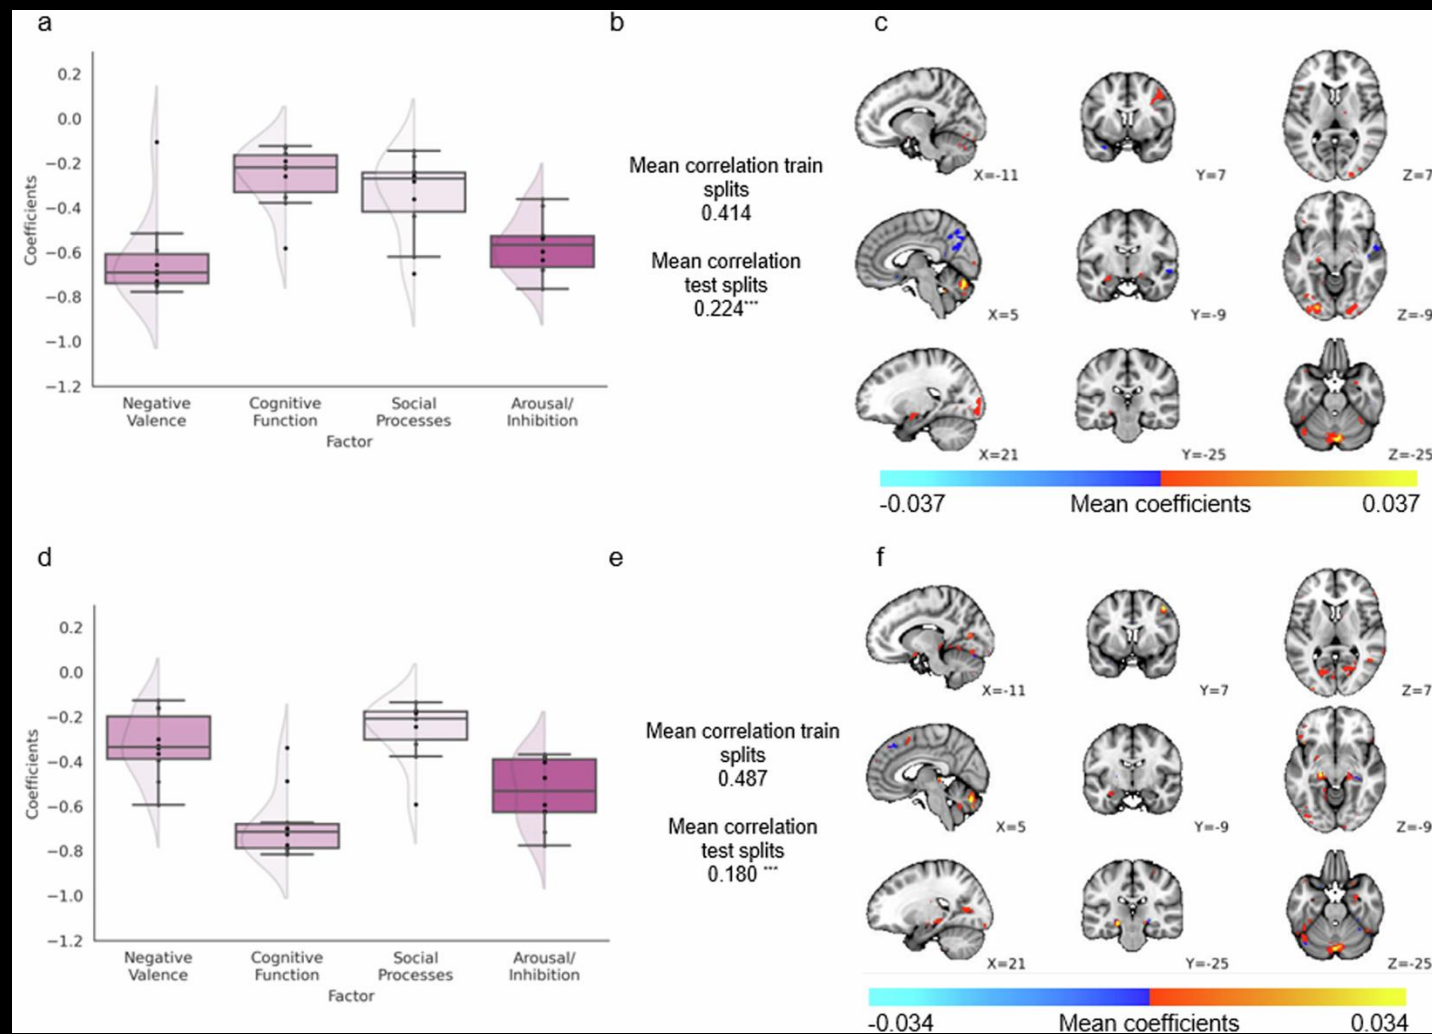 a
b
c
0.2
0.0
−0.2
−0.4
−0.6
−0.8
−1.0
−1.2
Coefficients
Negative
Valence
Cognitive
Function
Social
Processes
Arousal/
Inhibition
Factor
Mean correlation train
splits
0.414
Mean correlation
test splits
0.224***
X=-11
Y=7
Z=7
X=5
Y=-9
Z=-9
X=21
Y=-25
Z=-25
-0.037
Mean coefficients
0.037
d
e
f
0.2
0.0
−0.2
−0.4
−0.6
−0.8
−1.0
−1.2
Coefficients
Negative
Valence
Cognitive
Function
Social
Processes
Arousal/
Inhibition
Factor
Mean correlation train
splits
0.487
Mean correlation
test splits
0.180 ***
X=-11
Y=7
Z=7
X=5
Y=-9
Z=-9
X=21
Y=-25
Z=-25
-0.034
Mean coefficients
0.034